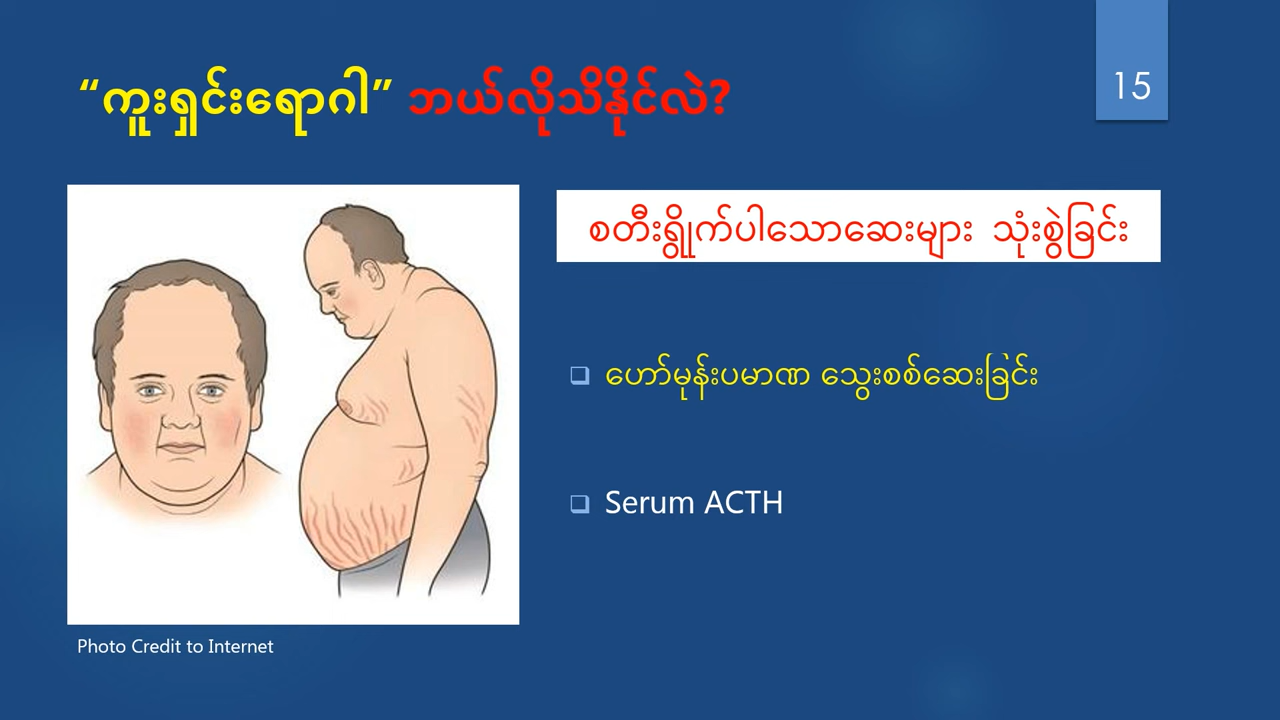 “ကူးရှင်းရောဂါ” ဘယ်လိုသိနိုင်လဲ?
15
စတီးရွိုက်ပါသောဆေးများ သုံးစွဲခြင်း
ဟော်မုန်းပမာဏ သွေးစစ်ဆေးခြင်း
Serum ACTH
Photo Credit to Internet